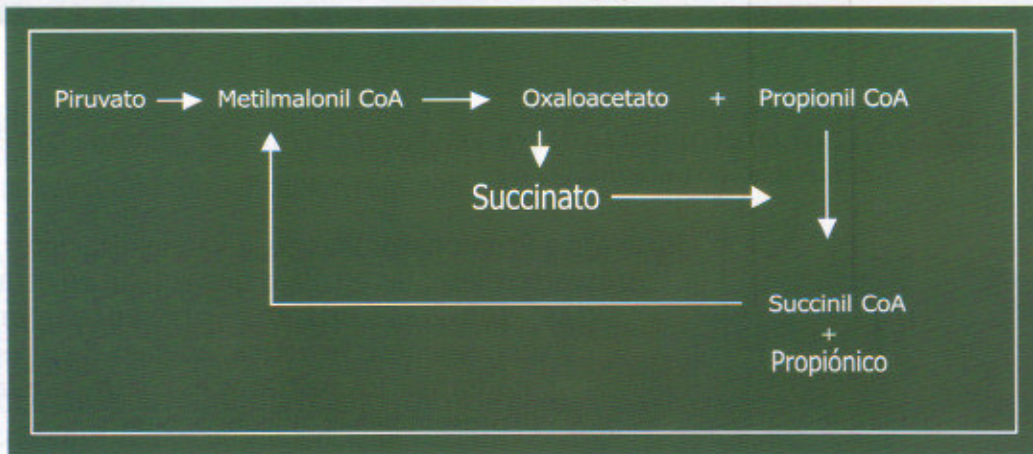 Piruvato Metilmalonil CoA Oxaloacetato + Propionil CoA
Succinato
Succinil CoA
+
Propiónico